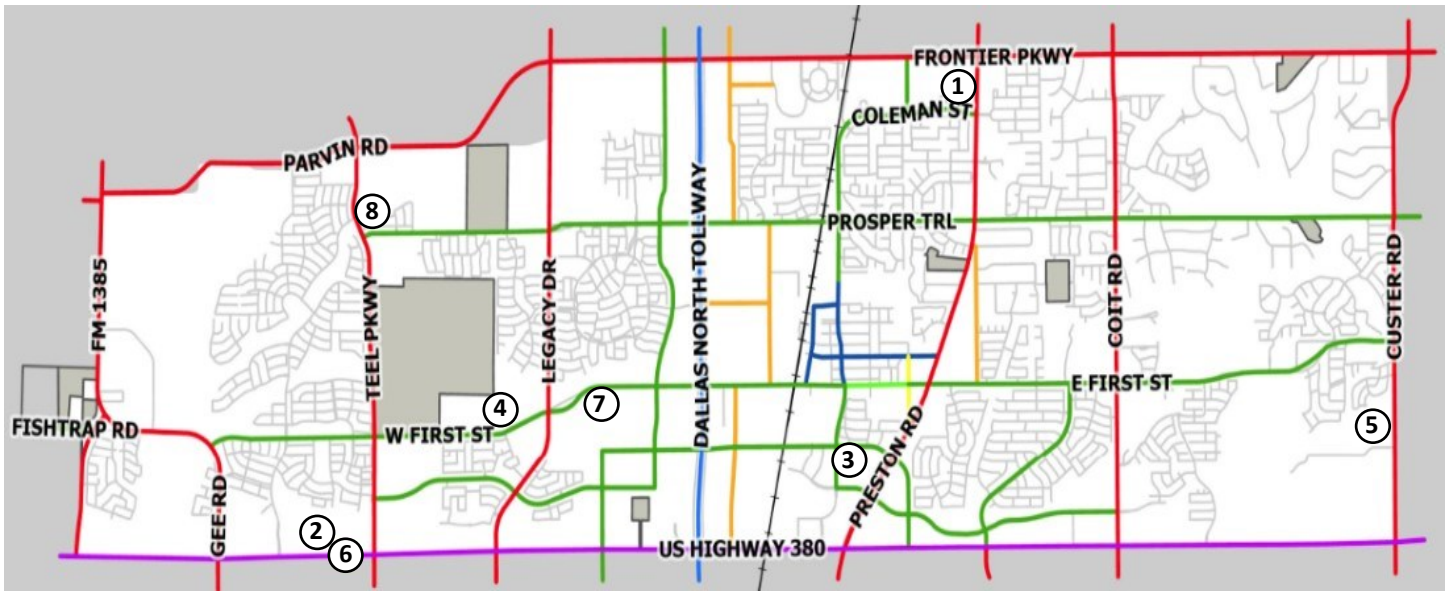 FRONTIER PKWY
1
COLEMAN ST
PARVIN RD
8
PROSPER TRL
FM 1385
TEEL PKWY
LEGACY DR
DALLAS NORTH TOLLWAY
COIT RD
CUSTER RD
E FIRST ST
4
7
5
FISHTRAP RD
W FIRST ST
3
PRESTON RD
GEE RD
2
6
US HIGHWAY 380